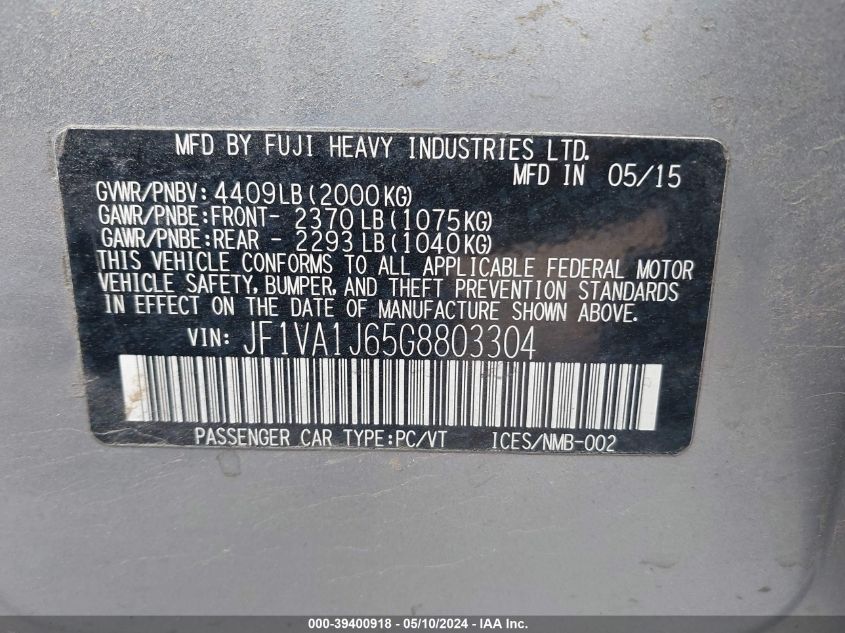 MFD BY FUJI HEAVY INDUSTRIES LTD.
MFD IN 05/15
GVWR/PNBV: 4409LB(2000KG)
GAWR/PNBE:FRONT- 2370LB(1075KG)
GAWR/PNBE:REAR - 2293LB(1040KG)
THIS VEHICLE CONFORMS TO ALL APPLICABLE FEDERAL MOTOR
VEHICLE SAFETY, BUMPER, AND THEFT PREVENTION STANDARDS
IN EFFECT ON THE DATE OF MANUFACTURE SHOWN ABOVE.
VIN: JF1VA1J65G8803304
PASSENGER CAR TYPE:PC/VT ICES/NMB-002
000-39400918 - 05/10/2024 - IAA Inc.